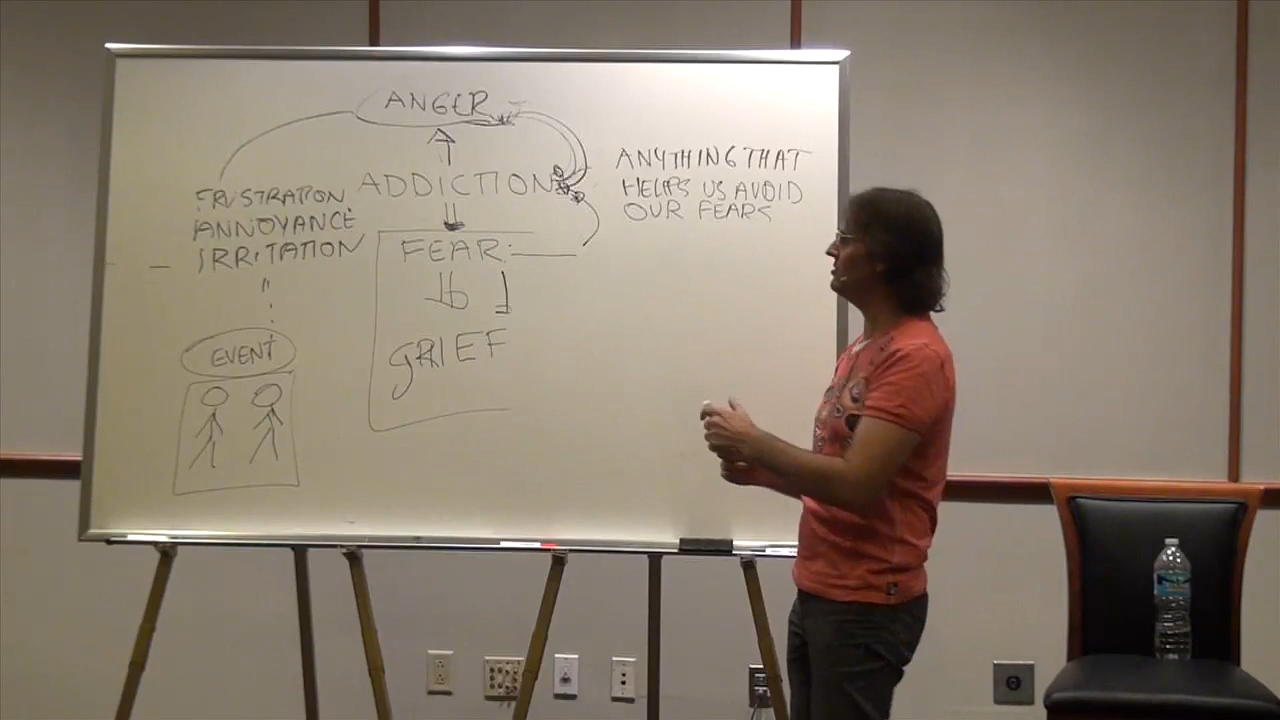 ANGER
ADDICTION
FRUSTRATION
ANNOYANCE
IRRITATION
"
FEAR:
GRIEF
EVENT
ANYTHING THAT
HELPS US AVOID
OUR FEARS